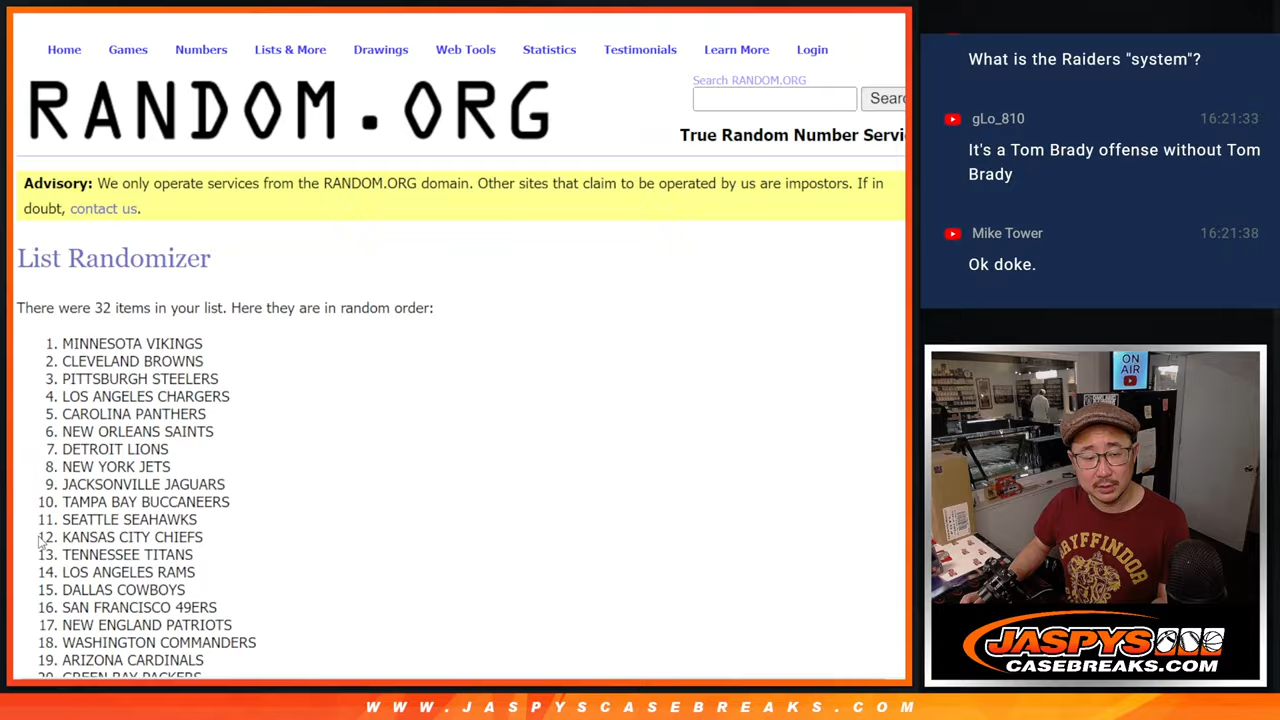 Home Games Numbers Lists & More Drawings Web Tools Statistics Testimonials Learn More Login
RANDOM.ORG
Search RANDOM.ORG
Searc
True Random Number Servi
Advisory: We only operate services from the RANDOM.ORG domain. Other sites that claim to be operated by us are impostors. If in
doubt, contact us.
List Randomizer
There were 32 items in your list. Here they are in random order:
1. MINNESOTA VIKINGS
2. CLEVELAND BROWNS
3. PITTSBURGH STEELERS
4. LOS ANGELES CHARGERS
5. CAROLINA PANTHERS
6. NEW ORLEANS SAINTS
7. DETROIT LIONS
8. NEW YORK JETS
9. JACKSONVILLE JAGUARS
10. TAMPA BAY BUCCANEERS
11. SEATTLE SEAHAWKS
12. KANSAS CITY CHIEFS
13. TENNESSEE TITANS
14. LOS ANGELES RAMS
15. DALLAS COWBOYS
16. SAN FRANCISCO 49ERS
17. NEW ENGLAND PATRIOTS
18. WASHINGTON COMMANDERS
19. ARIZONA CARDINALS
20. GREEN BAY PACKERS
What is the Raiders "system"?
gLo_810 16:21:33
It's a Tom Brady offense without Tom
Brady
Mike Tower 16:21:38
Ok doke.
ON
AIR
GRYFFINDOR
JASPYS
CASEBREAKS.COM
WWW.JASPYSCASEBREAKS.COM